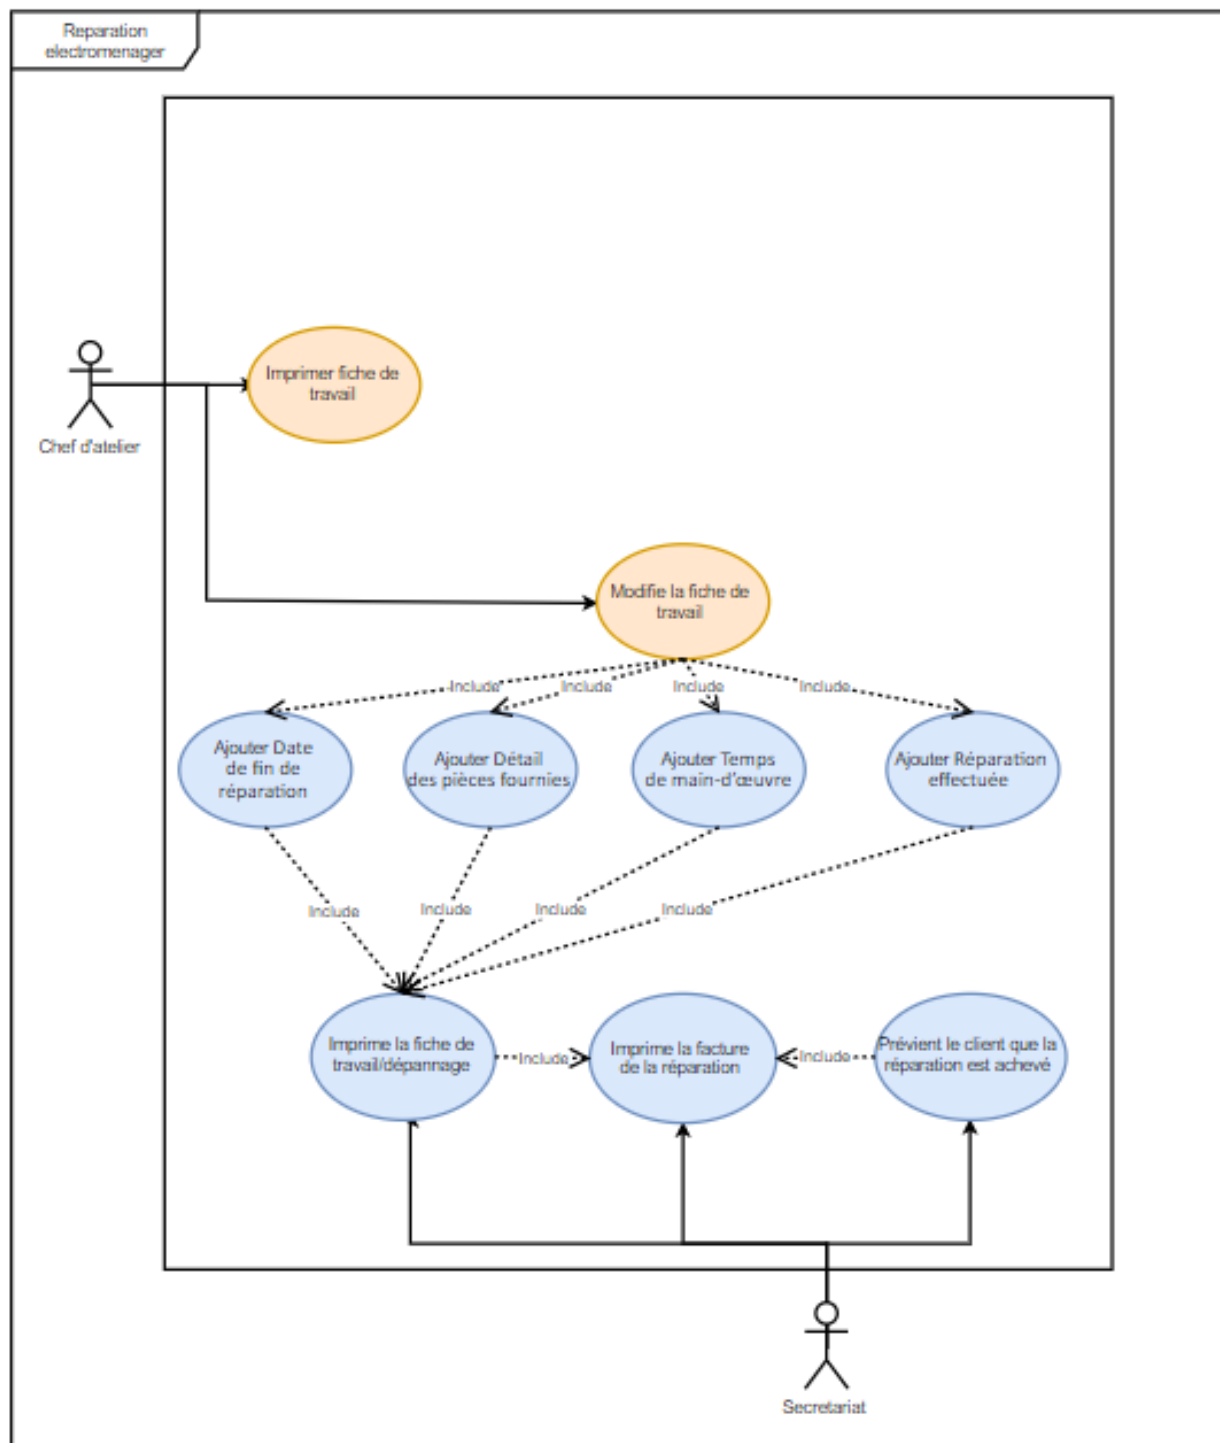 Reparation
electromenager
Imprimer fiche de
travail
Chef d'atelier
Modifie la fiche de
travail
Include
Include
Include
Include
Ajouter Date
de fin de
réparation
Ajouter Détail
des pièces fournies
Ajouter Temps
de main-d'œuvre
Ajouter Réparation
effectuée
Include
Include
Include
Include
Imprime la fiche de
travail/dépannage
Include
Imprime la facture
de la réparation
Include
Prévient le client que la
réparation est achevé
Secretariat